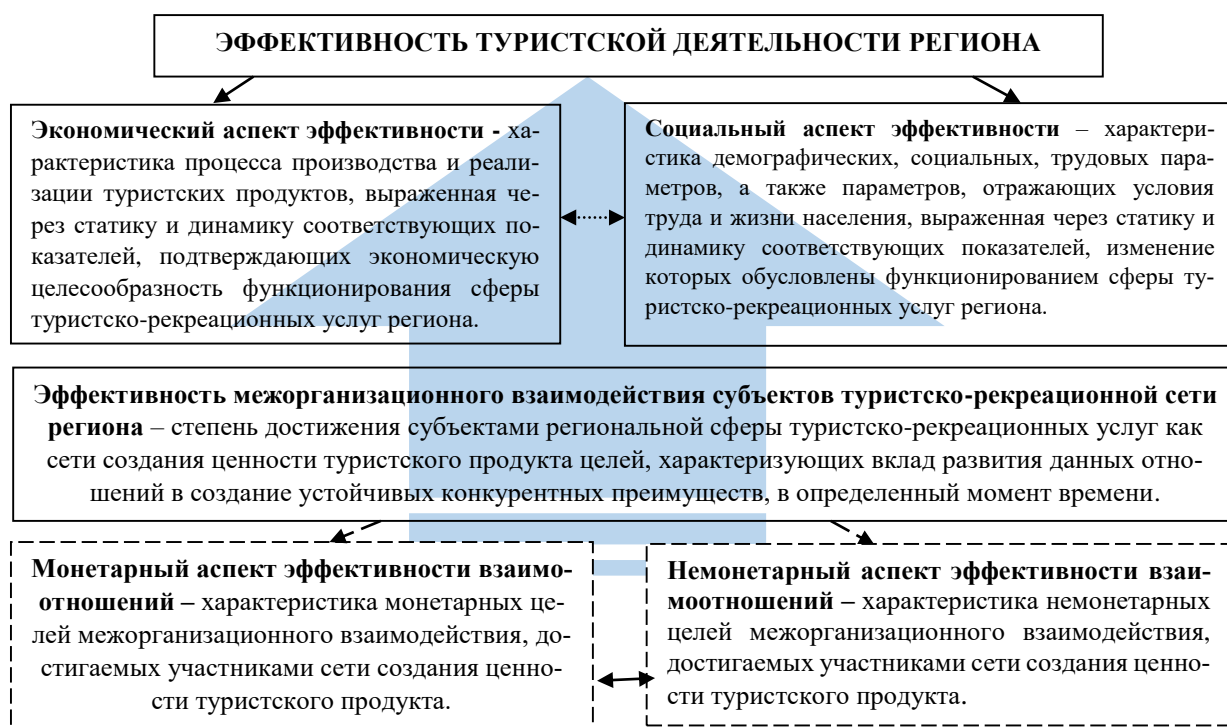 ЭФФЕКТИВНОСТЬ ТУРИСТСКОЙ ДЕЯТЕЛЬНОСТИ РЕГИОНА
Экономический аспект эффективности - ха-
рактеристика процесса производства и реали-
зации туристских продуктов, выраженная че-
рез статику и динамику соответствующих по-
казателей, подтверждающих экономическую
целесообразность функционирования сферы
туристско-рекреационных услуг региона.
Социальный аспект эффективности – характери-
стика демографических, социальных, трудовых пара-
метров, а также параметров, отражающих условия
труда и жизни населения, выраженная через статику и
динамику соответствующих показателей, изменение
которых обусловлены функционированием сферы ту-
ристско-рекреационных услуг региона.
Эффективность межорганизационного взаимодействия субъектов туристско-рекреационной сети
региона – степень достижения субъектами региональной сферы туристско-рекреационных услуг как
сети создания ценности туристского продукта целей, характеризующих вклад развития данных отно-
шений в создание устойчивых конкурентных преимуществ, в определенный момент времени.
Монетарный аспект эффективности взаимо-
отношений – характеристика монетарных це-
лей межорганизационного взаимодействия, до-
стигаемых участниками сети создания ценно-
сти туристского продукта.
Немонетарный аспект эффективности вза-
имоотношений – характеристика немонетарных
целей межорганизационного взаимодействия,
достигаемых участниками сети создания ценно-
сти туристского продукта.